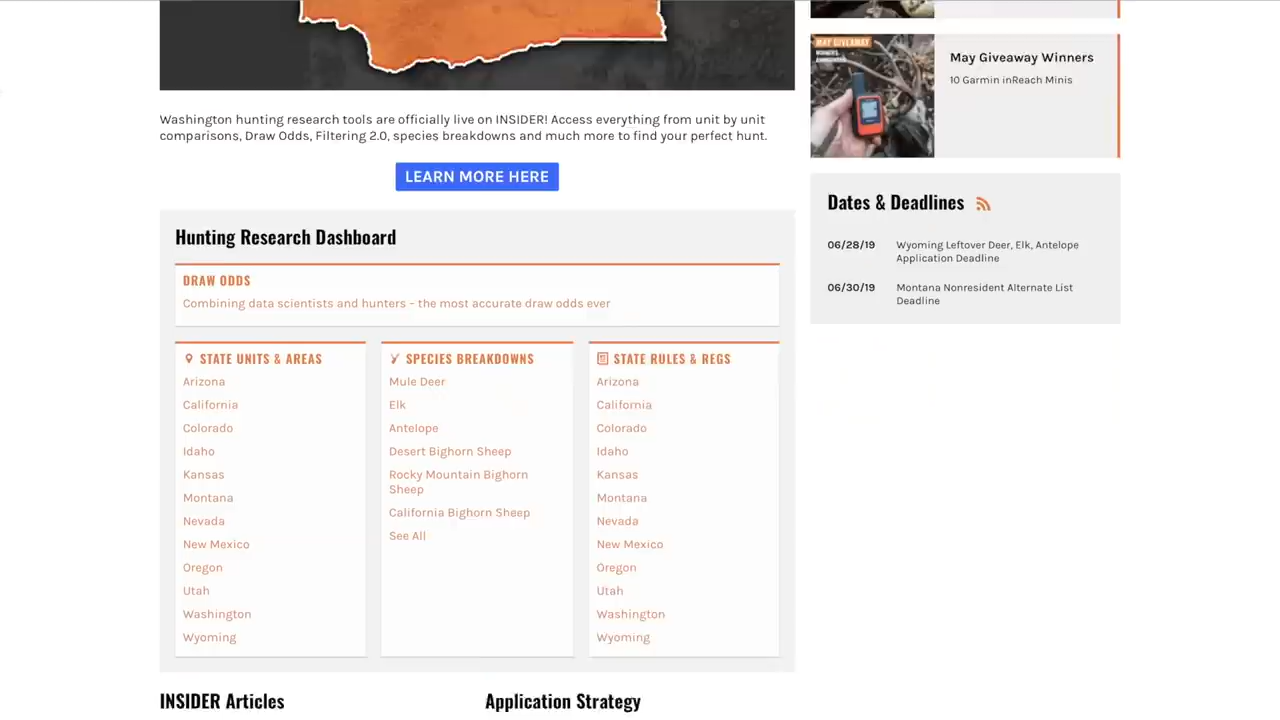 Washington hunting research tools are officially live on INSIDER! Access everything from unit by unit
comparisons, Draw Odds, Filtering 2.0, species breakdowns and much more to find your perfect hunt.
LEARN MORE HERE
Hunting Research Dashboard
DRAW ODDS
Combining data scientists and hunters – the most accurate draw odds ever
STATE UNITS & AREAS
Arizona
California
Colorado
Idaho
Kansas
Montana
Nevada
New Mexico
Oregon
Utah
Washington
Wyoming
SPECIES BREAKDOWNS
Mule Deer
Elk
Antelope
Desert Bighorn Sheep
Rocky Mountain Bighorn
Sheep
California Bighorn Sheep
See All
STATE RULES & REGS
Arizona
California
Colorado
Idaho
Kansas
Montana
Nevada
New Mexico
Oregon
Utah
Washington
Wyoming
INSIDER Articles
Application Strategy
MAY GIVEAWAY
May Giveaway Winners
10 Garmin inReach Minis
Dates & Deadlines
06/28/19 Wyoming Leftover Deer, Elk, Antelope
Application Deadline
06/30/19 Montana Nonresident Alternate List
Deadline